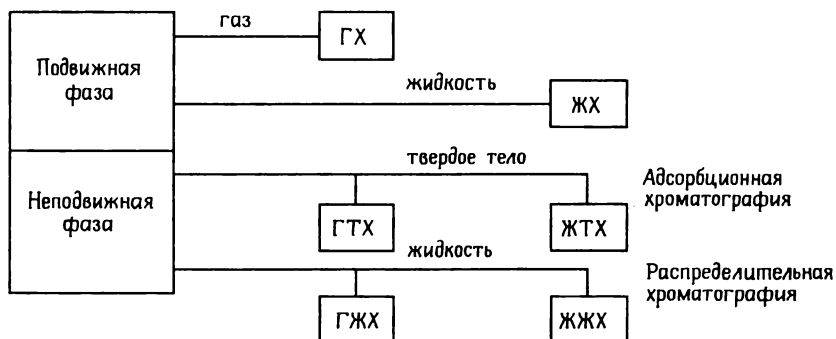 газ
ГХ
Подвижная
фаза
жидкость
ЖХ
твердое тело
Адсорбционная
хроматография
Неподвижная
фаза
ГТХ
ЖТХ
жидкость
Распределительная
хроматография
ГЖХ
ЖЖХ